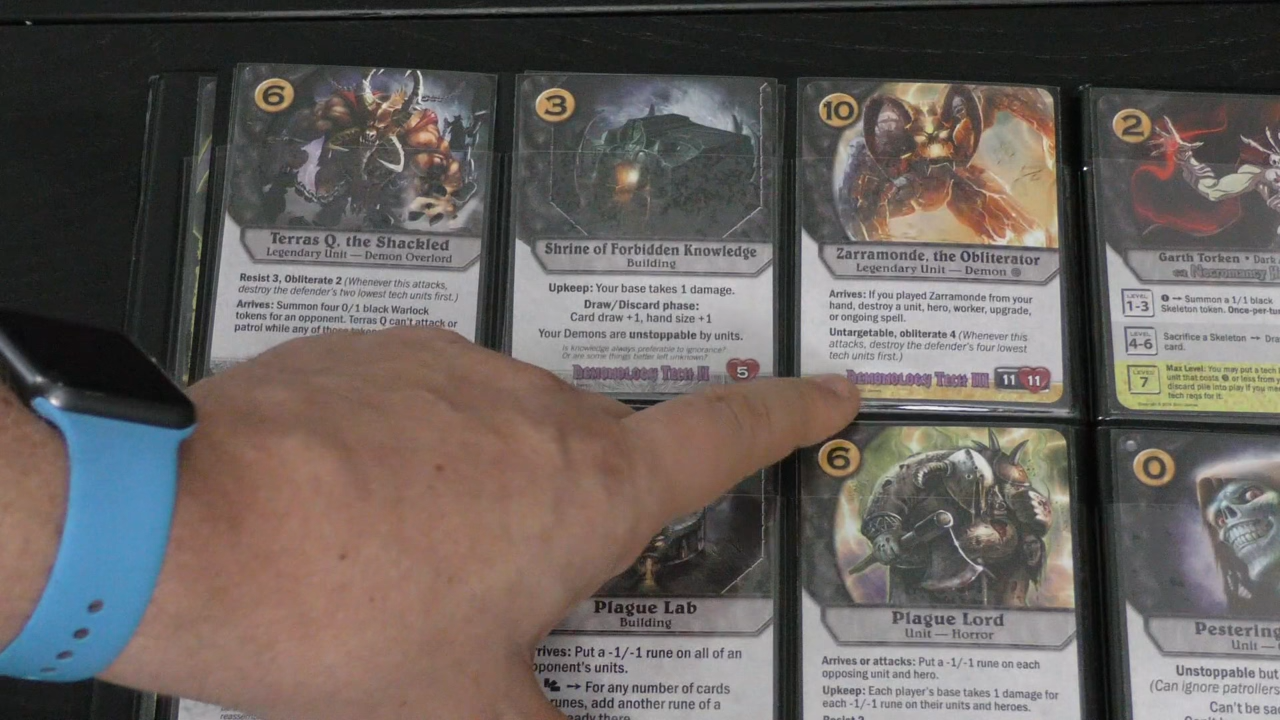 6
Terras Q, the Shackled
Legendary Unit — Demon Overlord
Resist 3, Obliterate 2 (Whenever this attacks,
destroy the defender's two lowest tech units first.)
Arrives: Summon four 0/1 black Warlock
tokens for an opponent. Terras Q can't attack or
patrol while any of those
3
Shrine of Forbidden Knowledge
Building
Upkeep: Your base takes 1 damage.
Draw/Discard phase:
Card draw +1, hand size +1
Your Demons are unstoppable by units.
Is knowledge always preferable to ignorance?
Or are some things better left unknown?
Demonology Tech II
5
10
Zarramonde, the Obliterator
Legendary Unit — Demon
Arrives: If you played Zarramonde from your
hand, destroy a unit, hero, worker, upgrade,
or ongoing spell.
Untargetable, obliterate 4 (Whenever this
attacks, destroy the defender's four lowest
tech units first.)
Demonology Tech III
11 11
2
Garth Torken • Dark
Necromancy
LEVEL
1-3
→ Summon a 1/1 black
Skeleton token. Once-per-tu
LEVEL
4-6
Sacrifice a Skeleton → Dra
card.
LEVEL
7
Max Level: You may put a tech
unit that costs or less from
discard pile into play if you me
tech reqs for it.
Plague Lab
Building
rrives: Put a -1/-1 rune on all of an
pponent's units.
→ For any number of cards
runes, add another rune of a
eady there.
6
Plague Lord
Unit — Horror
Arrives or attacks: Put a -1/-1 rune on each
opposing unit and hero.
Upkeep: Each player's base takes 1 damage for
each -1/-1 rune on their units and heroes.
Resist 2
0
Pestering
Unit —
Unstoppable but
(Can ignore patrollers
Can't be sac